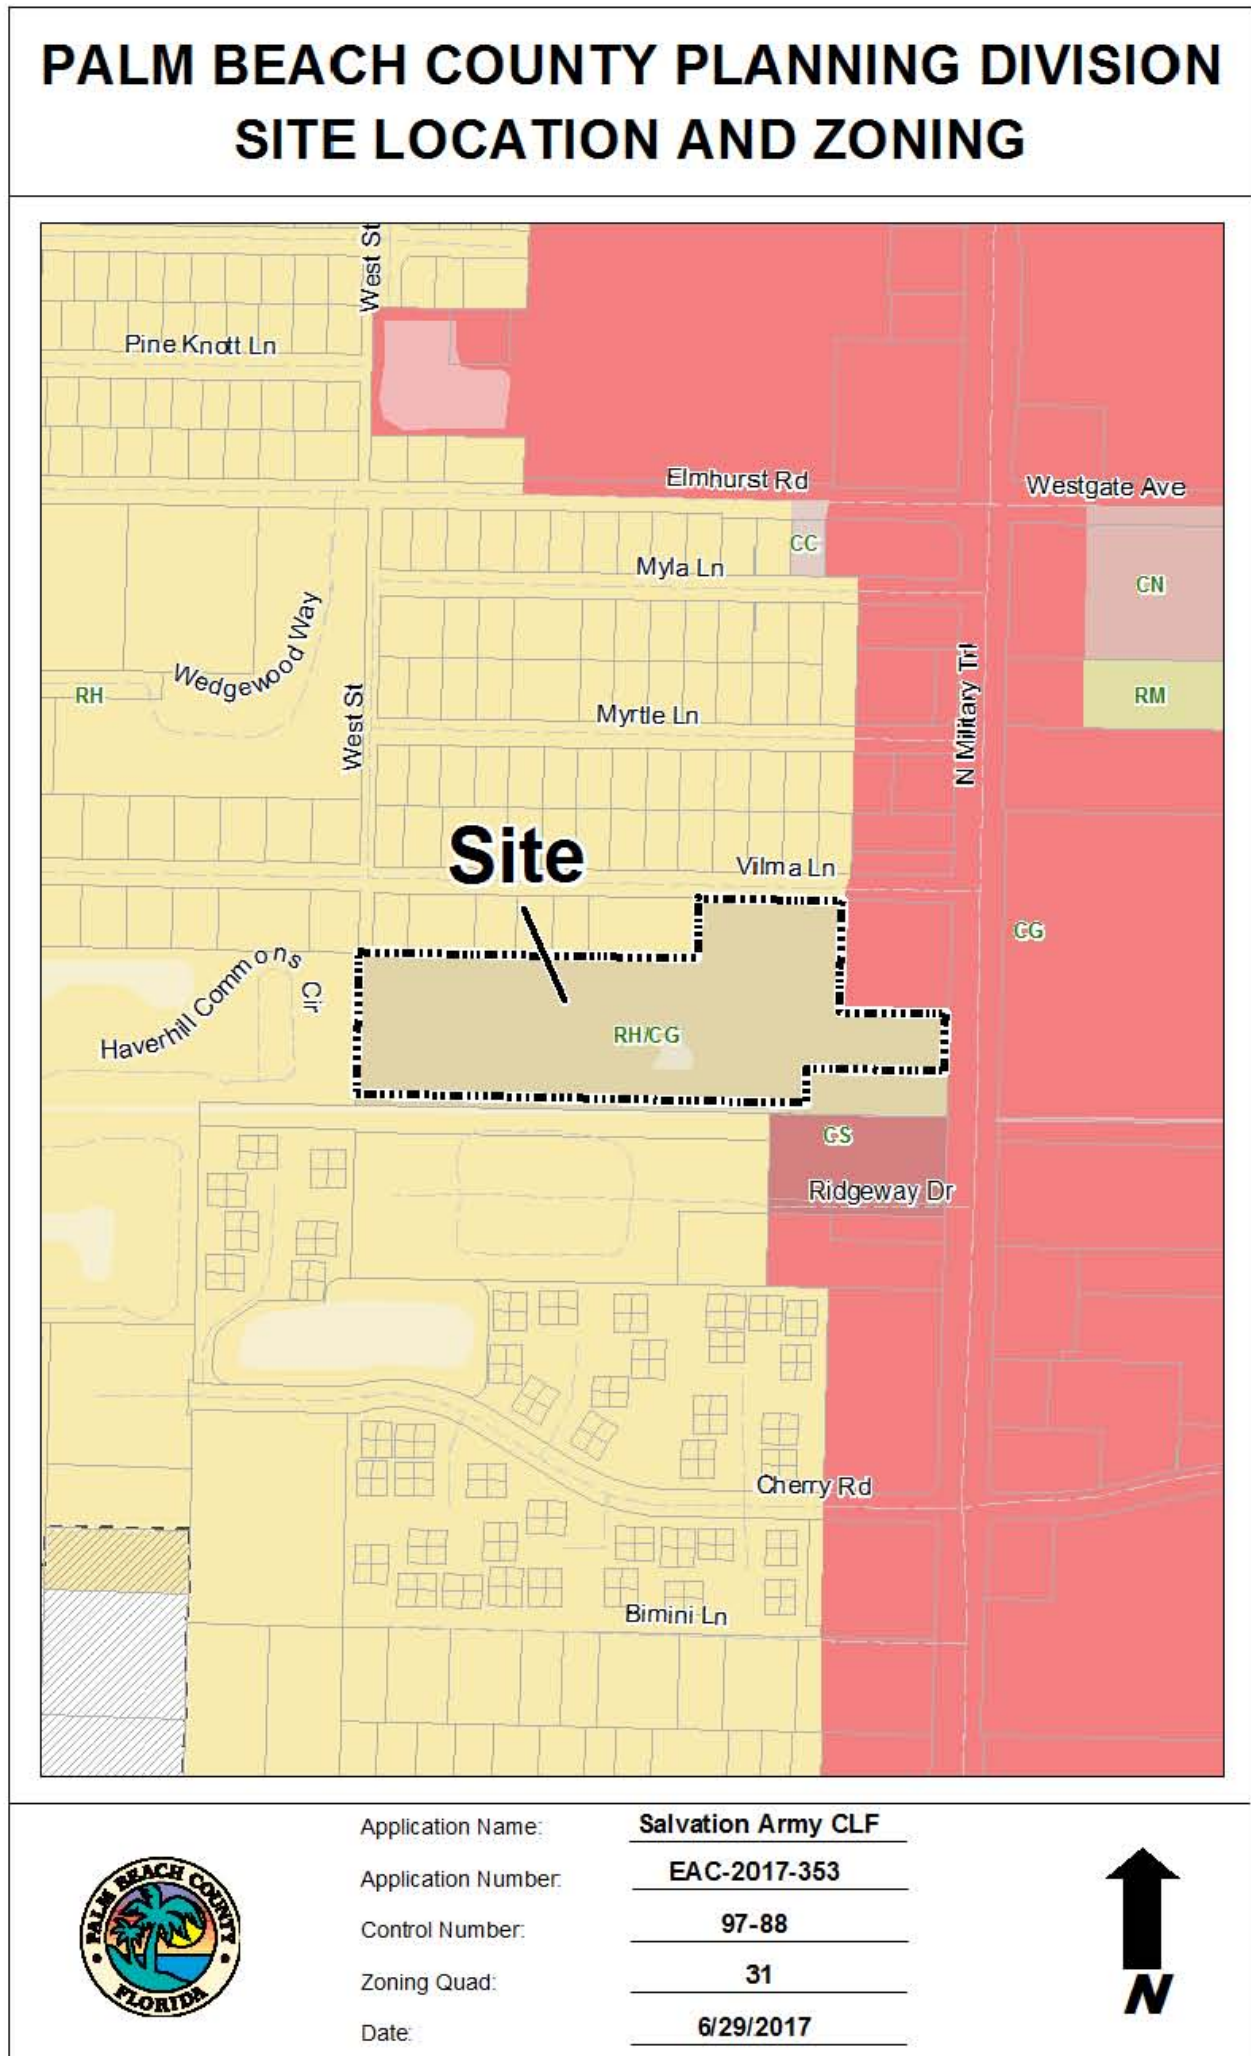 PALM BEACH COUNTY PLANNING DIVISION
SITE LOCATION AND ZONING
West St
Pine Knott Ln
Elmhurst Rd
Westgate Ave
CC
Myla Ln
CN
Wedgewood Way
RH
West St
Myrtle Ln
N Military Trl
RM
Site
Vilma Ln
CG
Haverhill Commons Cir
RH/CG
CS
Ridgeway Dr
Cherry Rd
Bimini Ln
Application Name: Salvation Army CLF
Application Number: EAC-2017-353
Control Number: 97-88
Zoning Quad: 31
Date: 6/29/2017
PALM BEACH COUNTY
FLORIDA
N